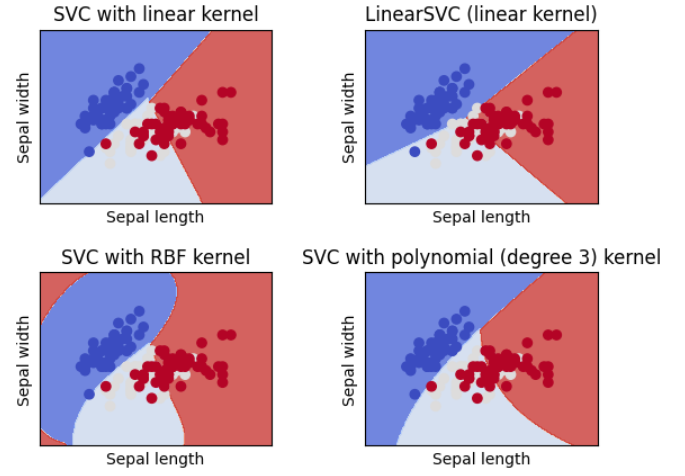 SVC with linear kernel
LinearSVC (linear kernel)
Sepal width
Sepal width
Sepal length
Sepal length
SVC with RBF kernel
SVC with polynomial (degree 3) kernel
Sepal width
Sepal width
Sepal length
Sepal length